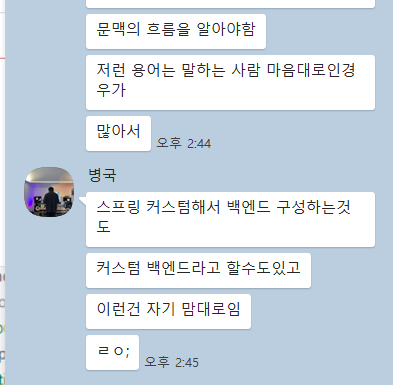 문맥의 흐름을 알아야함
저런 용어는 말하는 사람 마음대로인경
우가
많아서
오후 2:44
병국
스프링 커스텀해서 백엔드 구성하는것
도
커스텀 백엔드라고 할수도있고
이런건 자기 맘대로임
ㄹㅇ;
오후 2:45